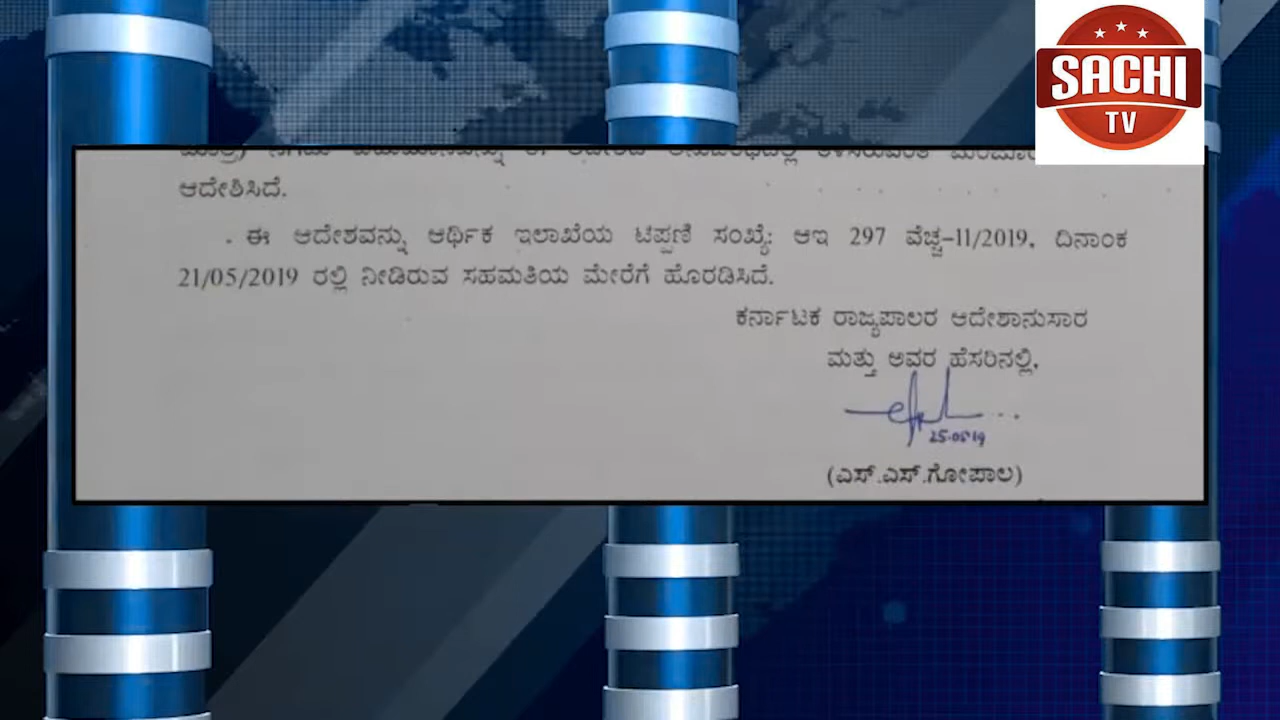 SACHI
TV
ಆದೇಶಿಸಿದೆ.
ಈ ಆದೇಶವನ್ನು ಆರ್ಥಿಕ ಇಲಾಖೆಯ ಟಿಪ್ಪಣಿ ಸಂಖ್ಯೆ: ಆಇ 297 ವೆಚ್ಚ-11/2019, ದಿನಾಂಕ
21/05/2019 ರಲ್ಲಿ ನೀಡಿರುವ ಸಹಮತಿಯ ಮೇರೆಗೆ ಹೊರಡಿಸಿದೆ.
ಕರ್ನಾಟಕ ರಾಜ್ಯಪಾಲರ ಆದೇಶಾನುಸಾರ
ಮತ್ತು ಅವರ ಹೆಸರಿನಲ್ಲಿ,
(ಎಸ್.ಎಸ್.ಗೋಪಾಲ)